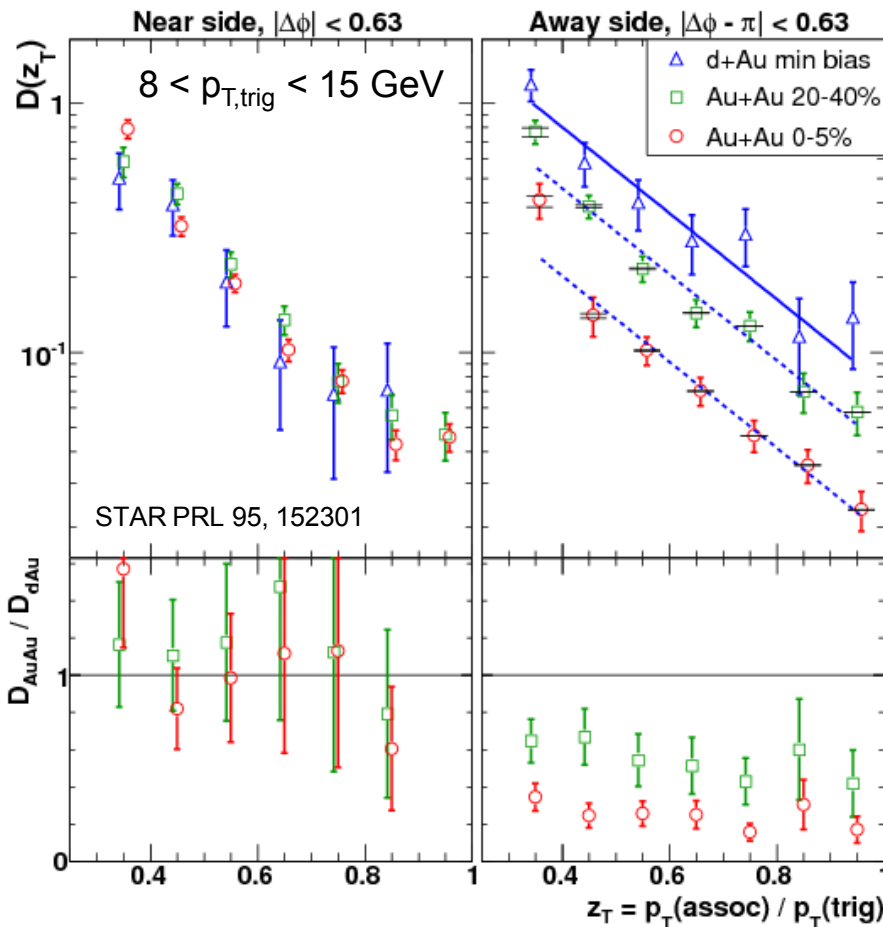 Near side, |Δϕ| < 0.63
Away side, |Δϕ - π| < 0.63
D(z_T)
8 < p_T,trig < 15 GeV
d+Au min bias
Au+Au 20-40%
Au+Au 0-5%
1
10^-1
STAR PRL 95, 152301
D_AuAu / D_dAu
1
0
0.4 0.6 0.8 1
0.4 0.6 0.8 1
z_T = p_T(assoc) / p_T(trig)